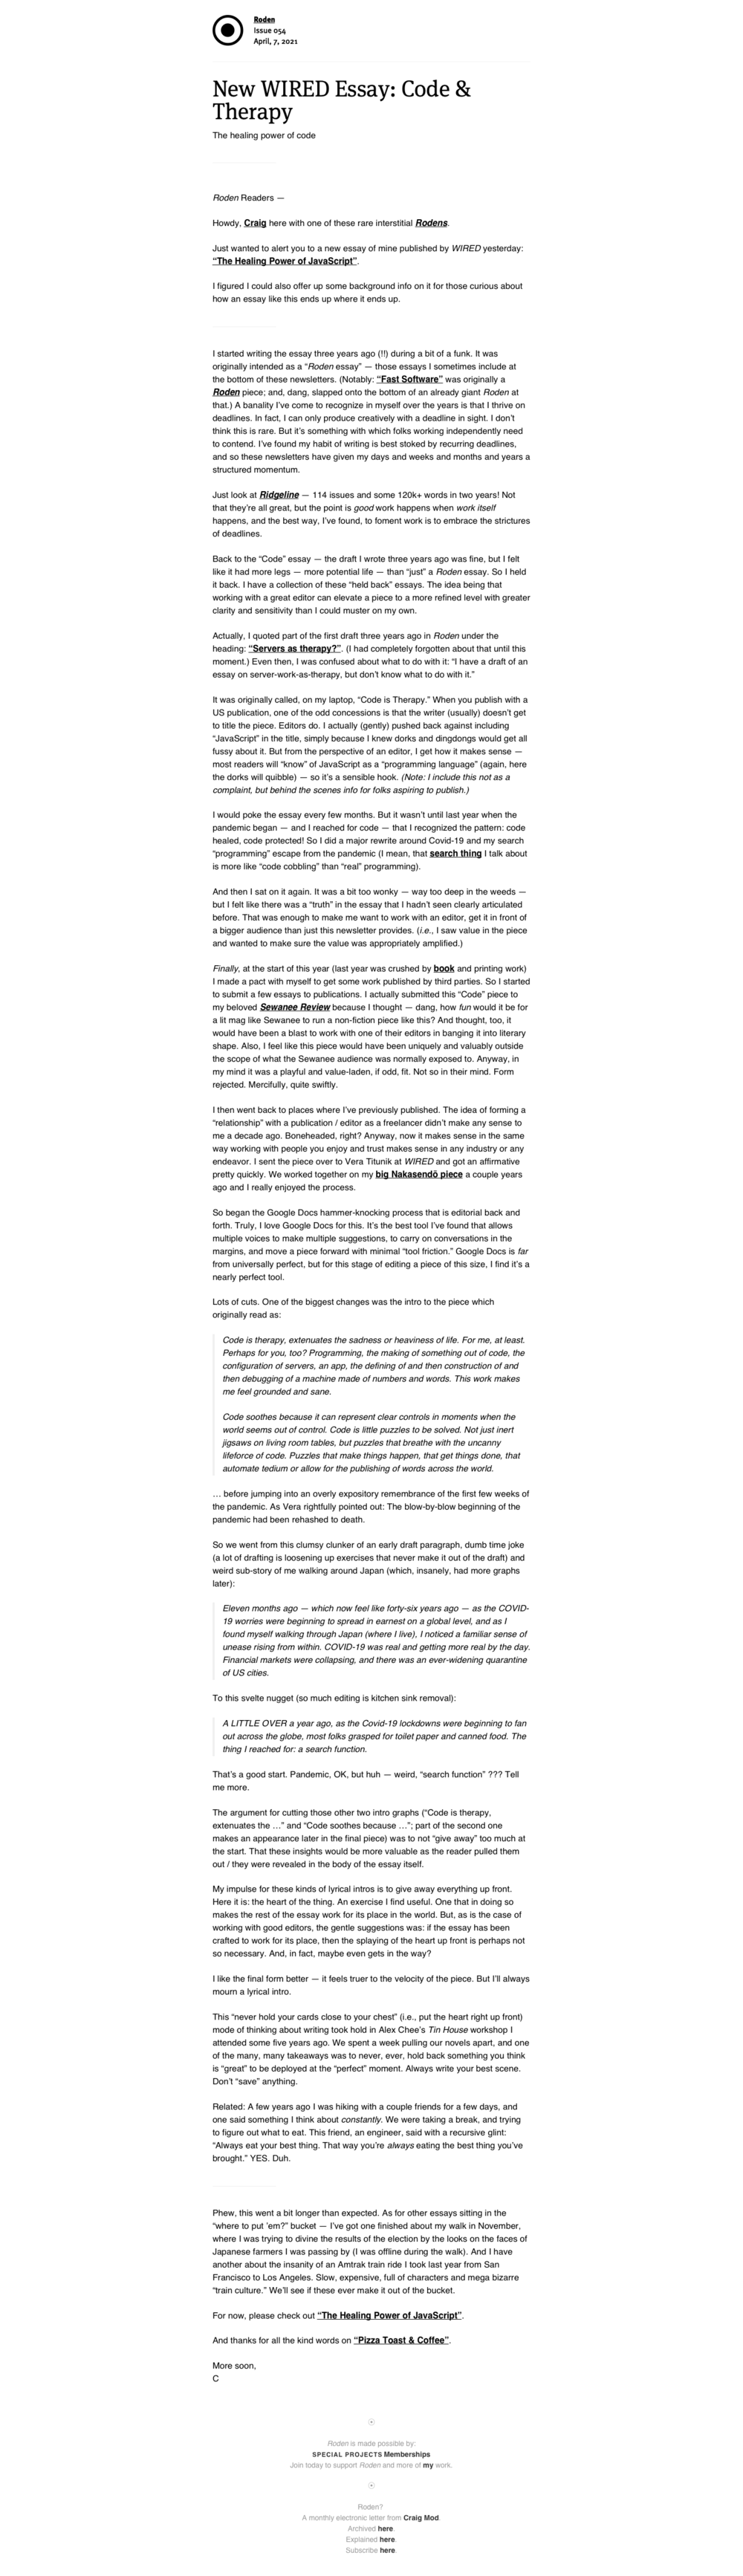 Roden
Issue 054
April, 7, 2021
New WIRED Essay: Code &
Therapy
The healing power of code
Roden Readers —
Howdy, Craig here with one of these rare interstitial Rodens.
Just wanted to alert you to a new essay of mine published by WIRED yesterday:
“The Healing Power of JavaScript”.
I figured I could also offer up some background info on it for those curious about
how an essay like this ends up where it ends up.
I started writing the essay three years ago (!!) during a bit of a funk. It was
originally intended as a “Roden essay” — those essays I sometimes include at
the bottom of these newsletters. (Notably: “Fast Software” was originally a
Roden piece; and, dang, slapped onto the bottom of an already giant Roden at
that.) A banality I’ve come to recognize in myself over the years is that I thrive on
deadlines. In fact, I can only produce creatively with a deadline in sight. I don’t
think this is rare. But it’s something with which folks working independently need
to contend. I’ve found my habit of writing is best stoked by recurring deadlines,
and so these newsletters have given my days and weeks and months and years a
structured momentum.
Just look at Ridgeline — 114 issues and some 120k+ words in two years! Not
that they’re all great, but the point is good work happens when work itself
happens, and the best way, I’ve found, to foment work is to embrace the strictures
of deadlines.
Back to the “Code” essay — the draft I wrote three years ago was fine, but I felt
like it had more legs — more potential life — than “just” a Roden essay. So I held
it back. I have a collection of these “held back” essays. The idea being that
working with a great editor can elevate a piece to a more refined level with greater
clarity and sensitivity than I could muster on my own.
Actually, I quoted part of the first draft three years ago in Roden under the
heading: “Servers as therapy?”. (I had completely forgotten about that until this
moment.) Even then, I was confused about what to do with it: “I have a draft of an
essay on server-work-as-therapy, but don’t know what to do with it.”
It was originally called, on my laptop, “Code is Therapy.” When you publish with a
US publication, one of the odd concessions is that the writer (usually) doesn’t get
to title the piece. Editors do. I actually (gently) pushed back against including
“JavaScript” in the title, simply because I knew dorks and dingdongs would get all
fussy about it. But from the perspective of an editor, I get how it makes sense —
most readers will “know” of JavaScript as a “programming language” (again, here
the dorks will quibble) — so it’s a sensible hook. (Note: I include this not as a
complaint, but behind the scenes info for folks aspiring to publish.)
I would poke the essay every few months. But it wasn’t until last year when the
pandemic began — and I reached for code — that I recognized the pattern: code
healed, code protected! So I did a major rewrite around Covid-19 and my search
“programming” escape from the pandemic (I mean, that search thing I talk about
is more like “code cobbling” than “real” programming).
And then I sat on it again. It was a bit too wonky — way too deep in the weeds —
but I felt like there was a “truth” in the essay that I hadn’t seen clearly articulated
before. That was enough to make me want to work with an editor, get it in front of
a bigger audience than just this newsletter provides. (i.e., I saw value in the piece
and wanted to make sure the value was appropriately amplified.)
Finally, at the start of this year (last year was crushed by book and printing work)
I made a pact with myself to get some work published by third parties. So I started
to submit a few essays to publications. I actually submitted this “Code” piece to
my beloved Sewanee Review because I thought — dang, how fun would it be for
a lit mag like Sewanee to run a non-fiction piece like this? And thought, too, it
would have been a blast to work with one of their editors in banging it into literary
shape. Also, I feel like this piece would have been uniquely and valuably outside
the scope of what the Sewanee audience was normally exposed to. Anyway, in
my mind it was a playful and value-laden, if odd, fit. Not so in their mind. Form
rejected. Mercifully, quite swiftly.
I then went back to places where I’ve previously published. The idea of forming a
“relationship” with a publication / editor as a freelancer didn’t make any sense to
me a decade ago. Boneheaded, right? Anyway, now it makes sense in the same
way working with people you enjoy and trust makes sense in any industry or any
endeavor. I sent the piece over to Vera Titunik at WIRED and got an affirmative
pretty quickly. We worked together on my big Nakasendō piece a couple years
ago and I really enjoyed the process.
So began the Google Docs hammer-knocking process that is editorial back and
forth. Truly, I love Google Docs for this. It’s the best tool I’ve found that allows
multiple voices to make multiple suggestions, to carry on conversations in the
margins, and move a piece forward with minimal “tool friction.” Google Docs is far
from universally perfect, but for this stage of editing a piece of this size, I find it’s a
nearly perfect tool.
Lots of cuts. One of the biggest changes was the intro to the piece which
originally read as:
Code is therapy, extenuates the sadness or heaviness of life. For me, at least.
Perhaps for you, too? Programming, the making of something out of code, the
configuration of servers, an app, the defining of and then construction of and
then debugging of a machine made of numbers and words. This work makes
me feel grounded and sane.
Code soothes because it can represent clear controls in moments when the
world seems out of control. Code is little puzzles to be solved. Not just inert
jigsaws on living room tables, but puzzles that breathe with the uncanny
lifeforce of code. Puzzles that make things happen, that get things done, that
automate tedium or allow for the publishing of words across the world.
… before jumping into an overly expository remembrance of the first few weeks of
the pandemic. As Vera rightfully pointed out: The blow-by-blow beginning of the
pandemic had been rehashed to death.
So we went from this clumsy clunker of an early draft paragraph, dumb time joke
(a lot of drafting is loosening up exercises that never make it out of the draft) and
weird sub-story of me walking around Japan (which, insanely, had more graphs
later):
Eleven months ago — which now feel like forty-six years ago — as the COVID-
19 worries were beginning to spread in earnest on a global level, and as I
found myself walking through Japan (where I live), I noticed a familiar sense of
unease rising from within. COVID-19 was real and getting more real by the day.
Financial markets were collapsing, and there was an ever-widening quarantine
of US cities.
To this svelte nugget (so much editing is kitchen sink removal):
A LITTLE OVER a year ago, as the Covid-19 lockdowns were beginning to fan
out across the globe, most folks grasped for toilet paper and canned food. The
thing I reached for: a search function.
That’s a good start. Pandemic, OK, but huh — weird, “search function” ??? Tell
me more.
The argument for cutting those other two intro graphs (“Code is therapy,
extenuates the …” and “Code soothes because …”; part of the second one
makes an appearance later in the final piece) was to not “give away” too much at
the start. That these insights would be more valuable as the reader pulled them
out / they were revealed in the body of the essay itself.
My impulse for these kinds of lyrical intros is to give away everything up front.
Here it is: the heart of the thing. An exercise I find useful. One that in doing so
makes the rest of the essay work for its place in the world. But, as is the case of
working with good editors, the gentle suggestions was: if the essay has been
crafted to work for its place, then the splaying of the heart up front is perhaps not
so necessary. And, in fact, maybe even gets in the way?
I like the final form better — it feels truer to the velocity of the piece. But I’ll always
mourn a lyrical intro.
This “never hold your cards close to your chest” (i.e., put the heart right up front)
mode of thinking about writing took hold in Alex Chee’s Tin House workshop I
attended some five years ago. We spent a week pulling our novels apart, and one
of the many, many takeaways was to never, ever, hold back something you think
is “great” to be deployed at the “perfect” moment. Always write your best scene.
Don’t “save” anything.
Related: A few years ago I was hiking with a couple friends for a few days, and
one said something I think about constantly. We were taking a break, and trying
to figure out what to eat. This friend, an engineer, said with a recursive glint:
“Always eat your best thing. That way you’re always eating the best thing you’ve
brought.” YES. Duh.
Phew, this went a bit longer than expected. As for other essays sitting in the
“where to put ’em?” bucket — I’ve got one finished about my walk in November,
where I was trying to divine the results of the election by the looks on the faces of
Japanese farmers I was passing by (I was offline during the walk). And I have
another about the insanity of an Amtrak train ride I took last year from San
Francisco to Los Angeles. Slow, expensive, full of characters and mega bizarre
“train culture.” We’ll see if these ever make it out of the bucket.
For now, please check out “The Healing Power of JavaScript”.
And thanks for all the kind words on “Pizza Toast & Coffee”.
More soon,
C
Roden is made possible by:
SPECIAL PROJECTS Memberships
Join today to support Roden and more of my work.
Roden?
A monthly electronic letter from Craig Mod.
Archived here.
Explained here.
Subscribe here.